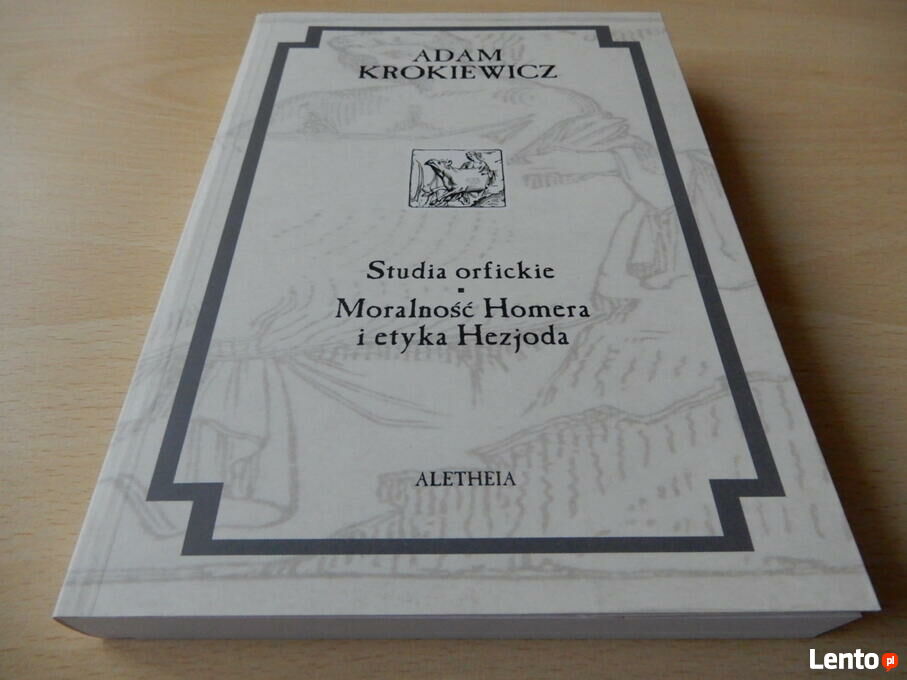 ADAM
KROKIEWICZ
Studia orfickie
Moralność Homera
i etyka Hezjoda
ALETHEIA
Lento pl